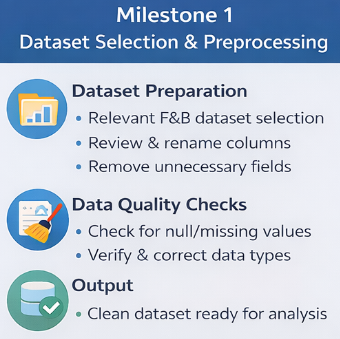 Milestone 1
Dataset Selection & Preprocessing
Dataset Preparation
• Relevant F&B dataset selection
• Review & rename columns
• Remove unnecessary fields
Data Quality Checks
• Check for null/missing values
• Verify & correct data types
Output
• Clean dataset ready for analysis